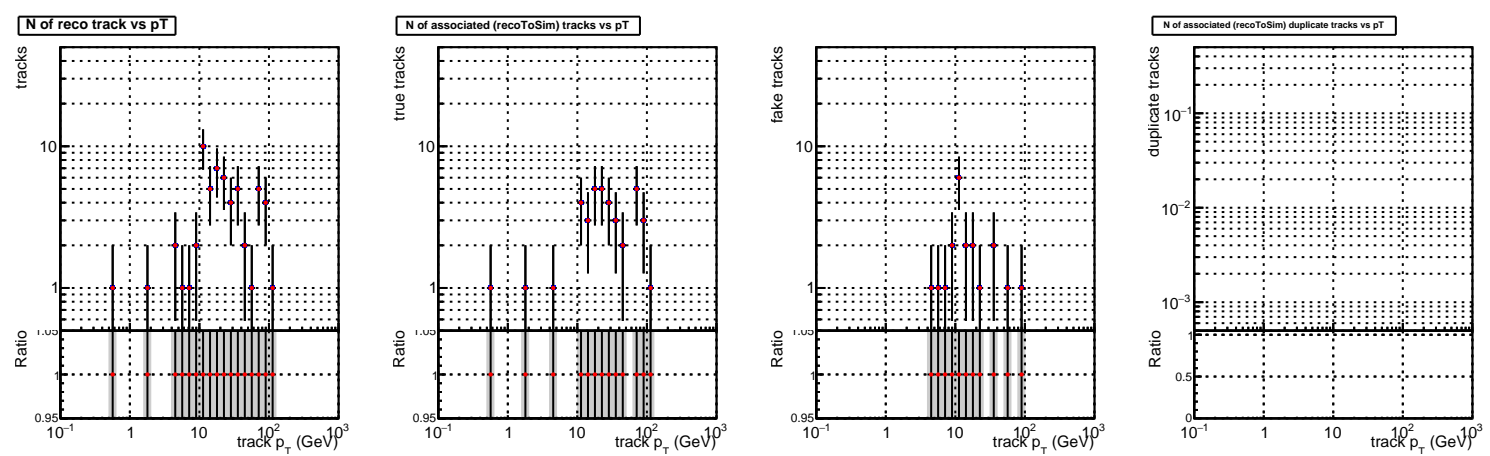 N of reco track vs pT
N of associated (recoToSim) tracks vs pT
N of associated (recoToSim) duplicate tracks vs pT
tracks
10
1
1.05
Ratio
1
0.95
10⁻¹ 1 10 10² 10³
track p_T (GeV)
true tracks
10
1
1.05
Ratio
1
0.95
10⁻¹ 1 10 10² 10³
track p_T (GeV)
fake tracks
10
1
1.05
Ratio
1
0.95
10⁻¹ 1 10 10² 10³
track p_T (GeV)
duplicate tracks
10⁻¹
10⁻²
10⁻³
Ratio
1
0.5
0
10⁻¹ 1 10 10² 10³
track p_T (GeV)